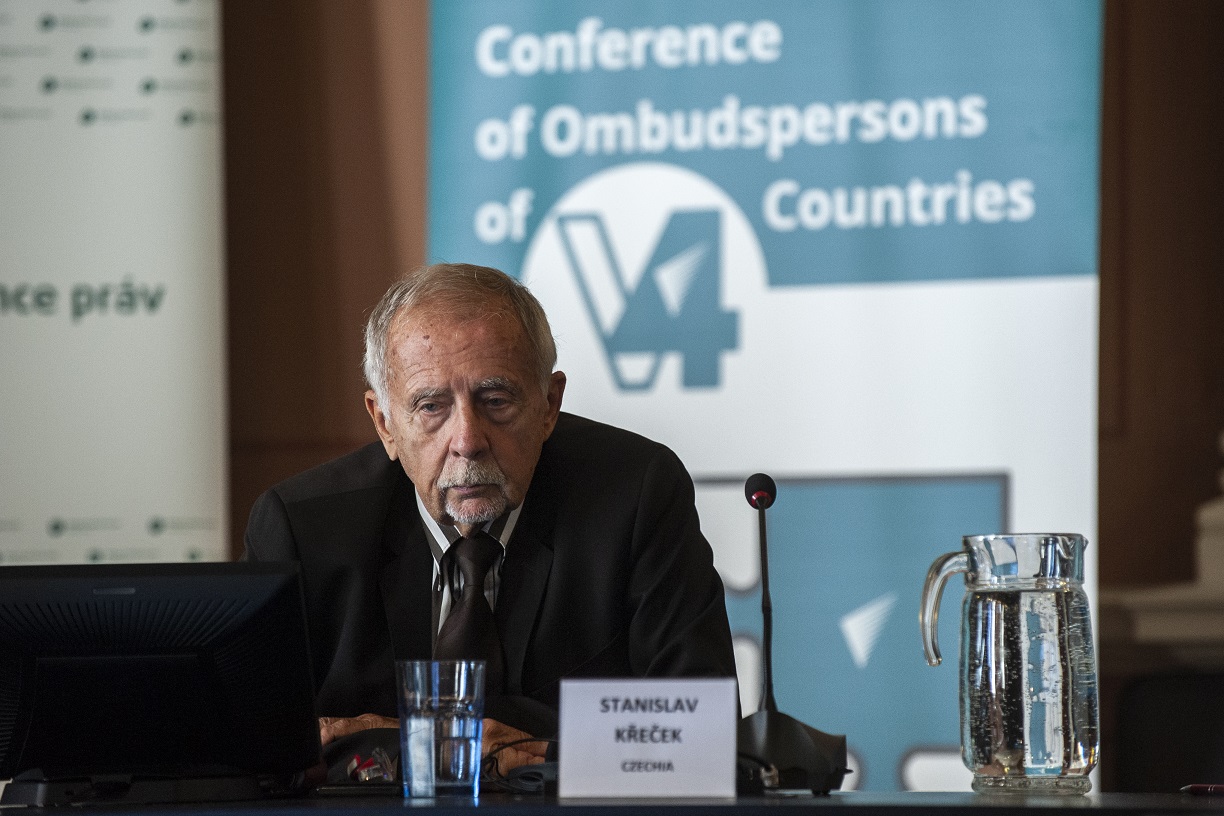 Conference
of Ombudspersons
of V4 Countries
nce práv
STANISLAV
KŘEČEK
CZECHIA